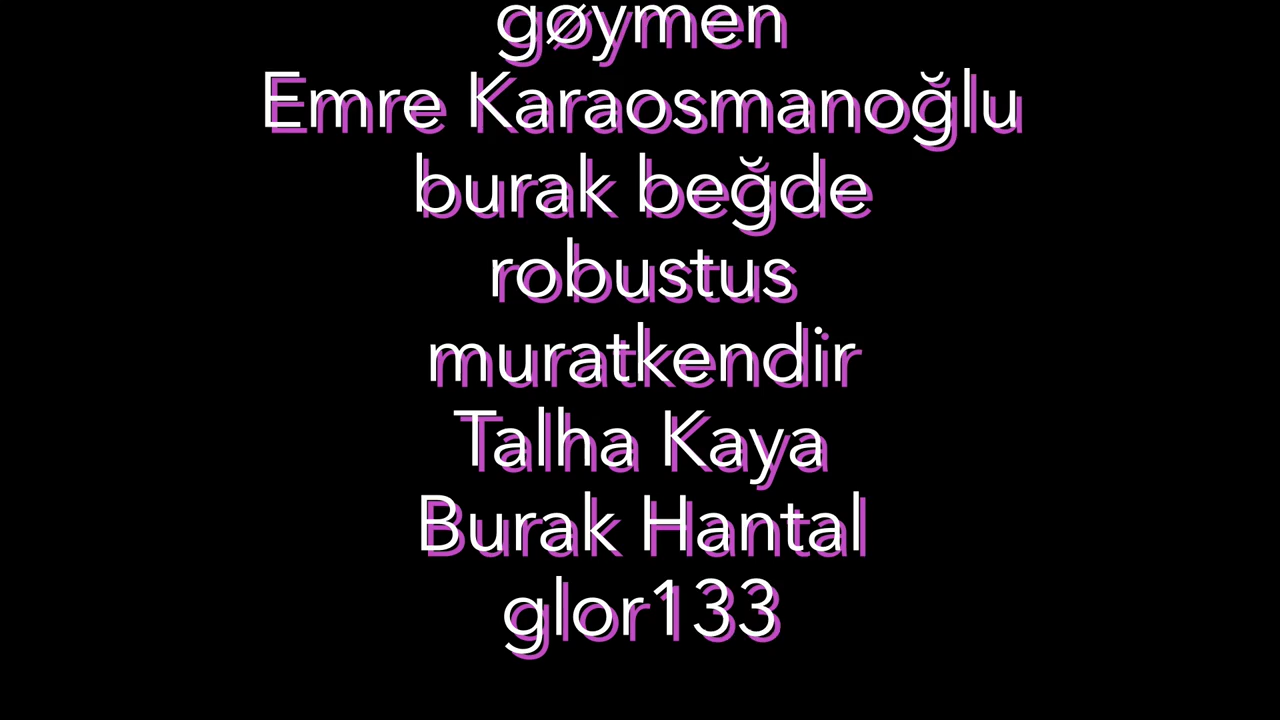 gøymen
Emre Karaosmanoğlu
burak beğde
robustus
muratkendir
Talha Kaya
Burak Hantal
glor133